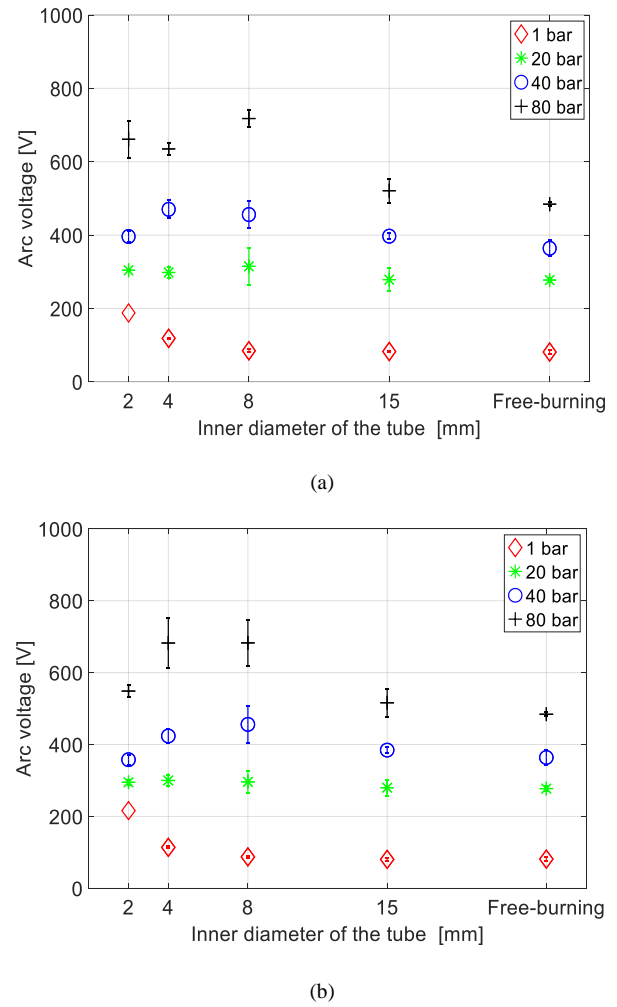 1000
800
600
400
200
0
Arc voltage [V]
1 bar
20 bar
40 bar
80 bar
2 4 8 15 Free-burning
Inner diameter of the tube [mm]
(a)
1000
800
600
400
200
0
Arc voltage [V]
1 bar
20 bar
40 bar
80 bar
2 4 8 15 Free-burning
Inner diameter of the tube [mm]
(b)